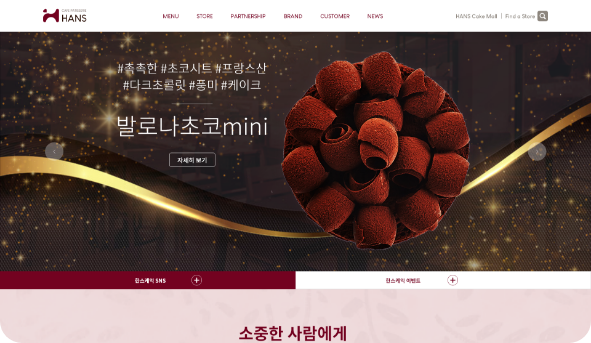 HANS
MENU STORE PARTNERSHIP BRAND CUSTOMER NEWS
HANS Cake Mall | Find a Store
#촉촉한 #초코시트 #프랑스산
#다크초콜릿 #풍미 #케이크
발로나초코mini
자세히 보기
한스케익 SNS
한스케익 이벤트
소중한 사람에게